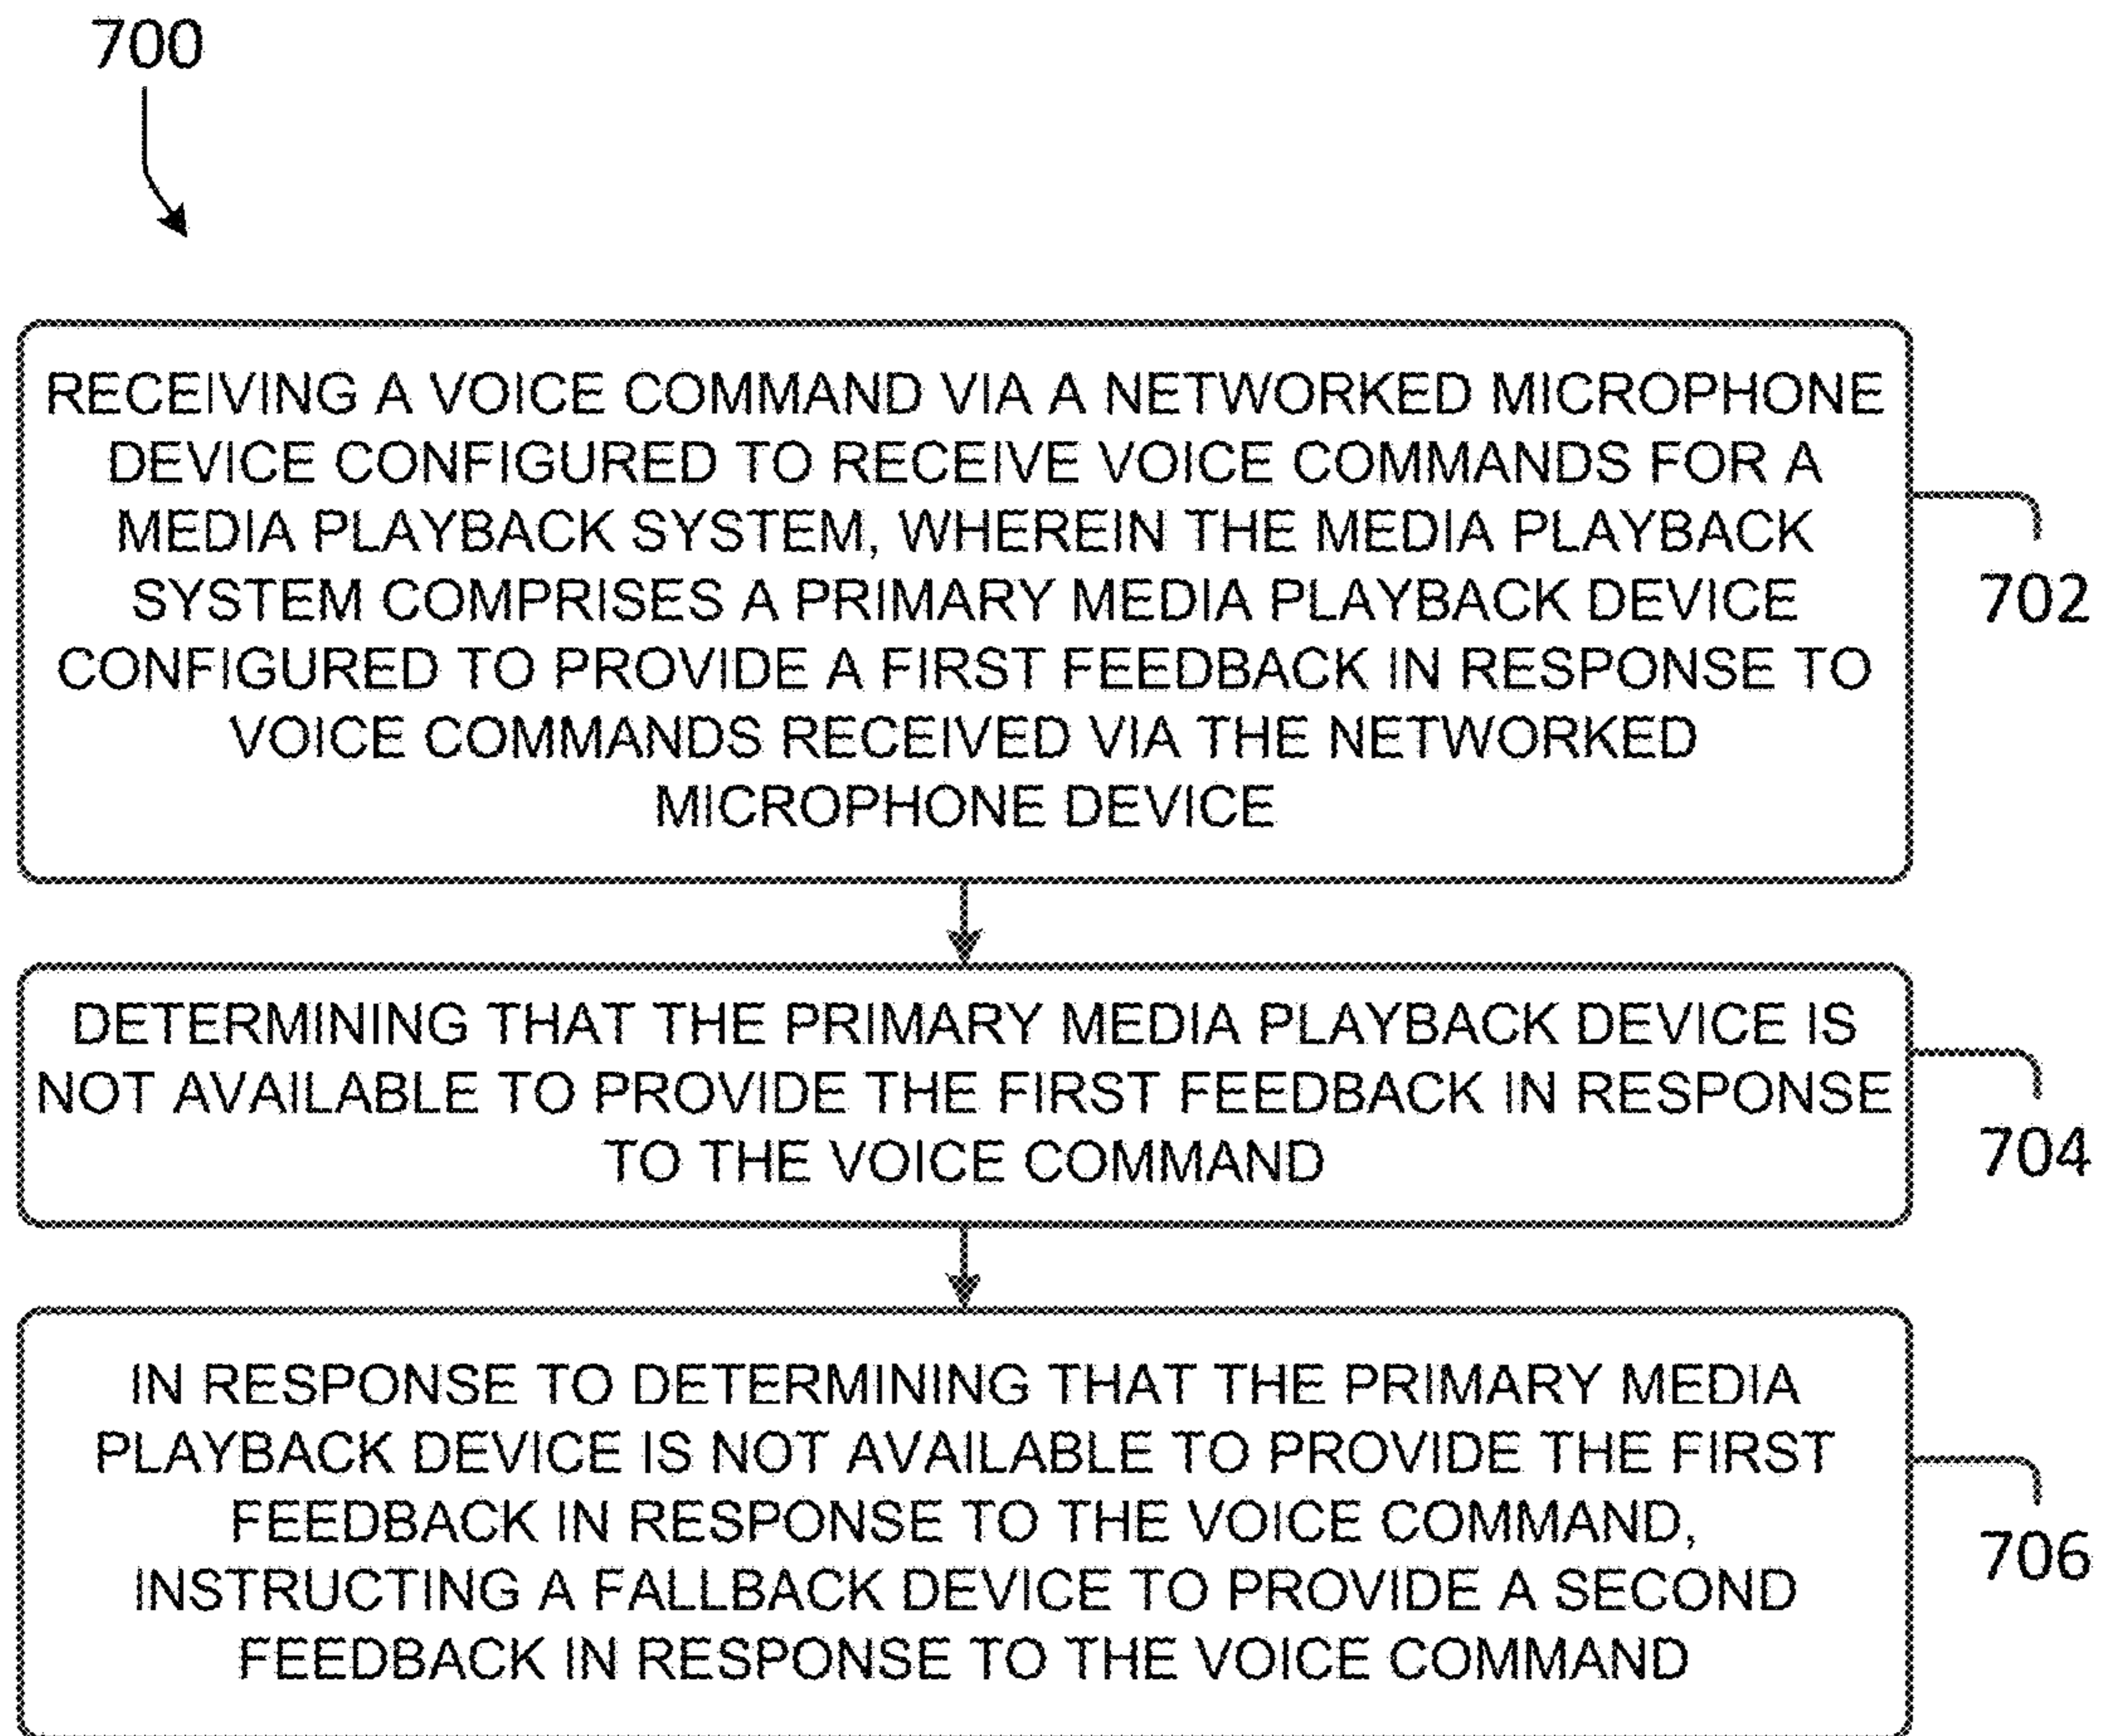 700
RECEIVING A VOICE COMMAND VIA A NETWORKED MICROPHONE
DEVICE CONFIGURED TO RECEIVE VOICE COMMANDS FOR A
MEDIA PLAYBACK SYSTEM, WHEREIN THE MEDIA PLAYBACK
SYSTEM COMPRISES A PRIMARY MEDIA PLAYBACK DEVICE
CONFIGURED TO PROVIDE A FIRST FEEDBACK IN RESPONSE TO
VOICE COMMANDS RECEIVED VIA THE NETWORKED
MICROPHONE DEVICE
702
DETERMINING THAT THE PRIMARY MEDIA PLAYBACK DEVICE IS
NOT AVAILABLE TO PROVIDE THE FIRST FEEDBACK IN RESPONSE
TO THE VOICE COMMAND
704
IN RESPONSE TO DETERMINING THAT THE PRIMARY MEDIA
PLAYBACK DEVICE IS NOT AVAILABLE TO PROVIDE THE FIRST
FEEDBACK IN RESPONSE TO THE VOICE COMMAND,
INSTRUCTING A FALLBACK DEVICE TO PROVIDE A SECOND
FEEDBACK IN RESPONSE TO THE VOICE COMMAND
706